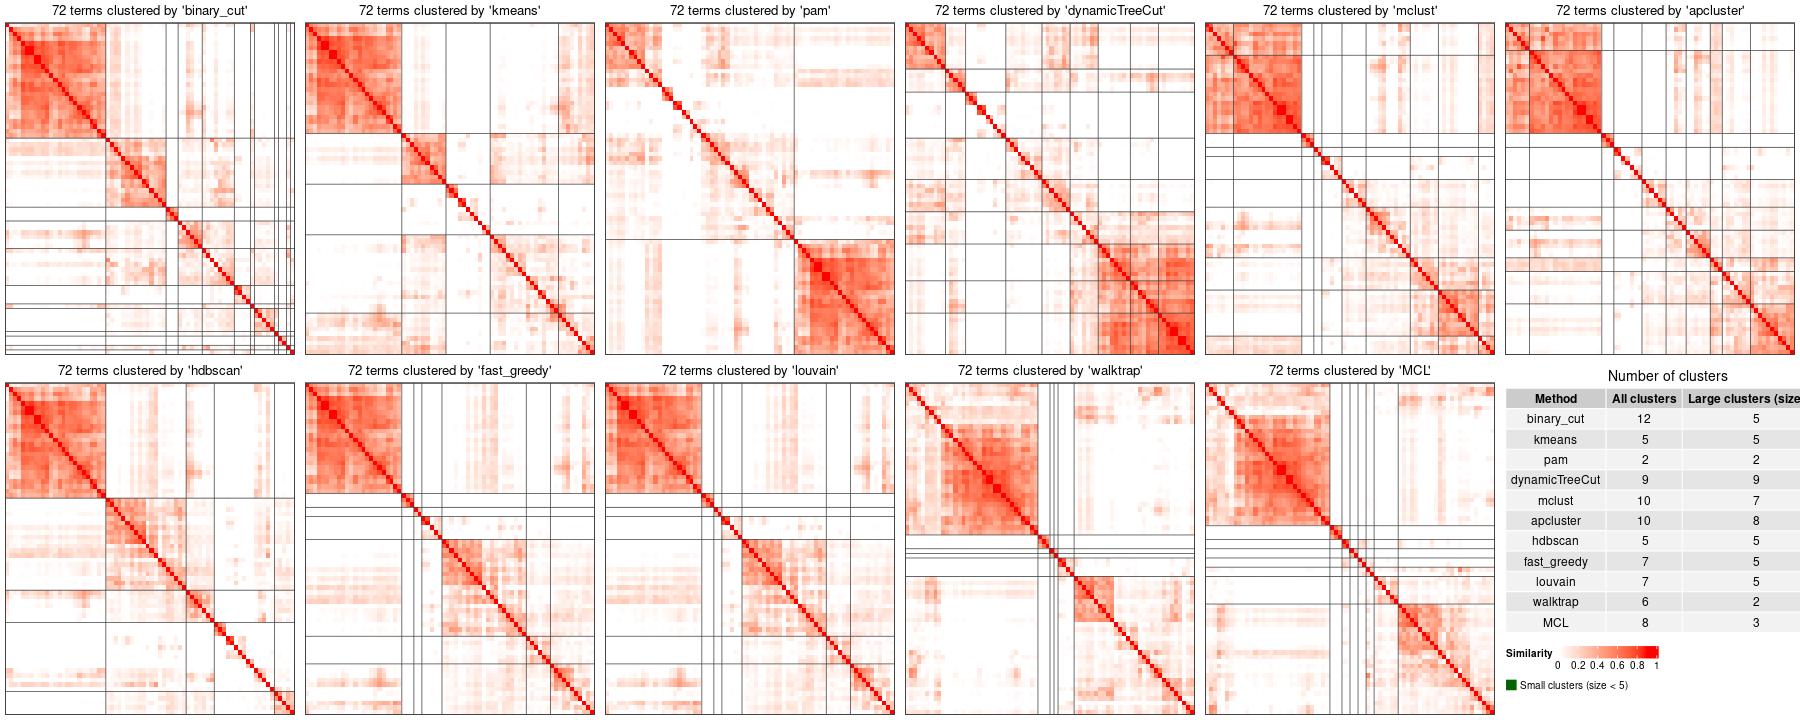 72 terms clustered by 'binary_cut'
72 terms clustered by 'kmeans'
72 terms clustered by 'pam'
72 terms clustered by 'dynamicTreeCut'
72 terms clustered by 'mclust'
72 terms clustered by 'apcluster'
72 terms clustered by 'hdbscan'
72 terms clustered by 'fast_greedy'
72 terms clustered by 'louvain'
72 terms clustered by 'walktrap'
72 terms clustered by 'MCL'
Number of clusters
Method All clusters Large clusters (size
binary_cut 12 5
kmeans 5 5
pam 2 2
dynamicTreeCut 9 9
mclust 10 7
apcluster 10 8
hdbscan 5 5
fast_greedy 7 5
louvain 7 5
walktrap 6 2
MCL 8 3
Similarity
0 0.2 0.4 0.6 0.8 1
Small clusters (size < 5)